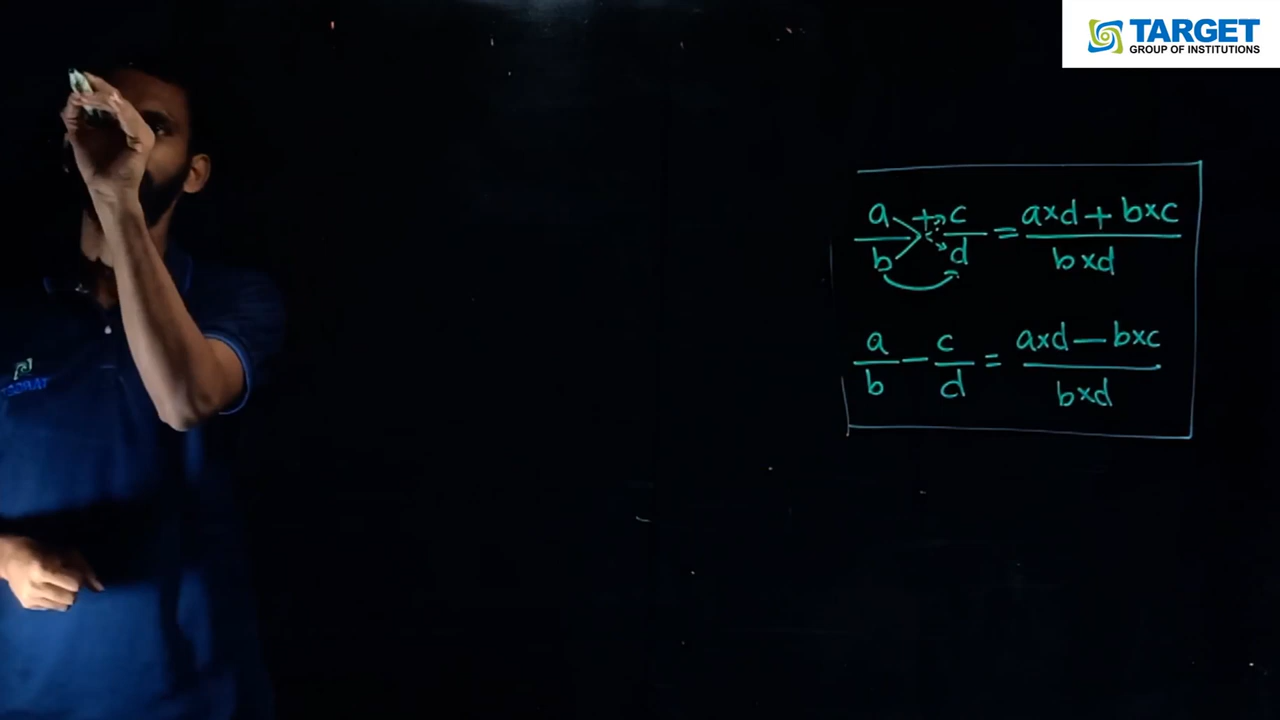 TARGET
GROUP OF INSTITUTIONS
a/b + c/d = (a×d + b×c)/(b×d)
a/b − c/d = (a×d − b×c)/(b×d)